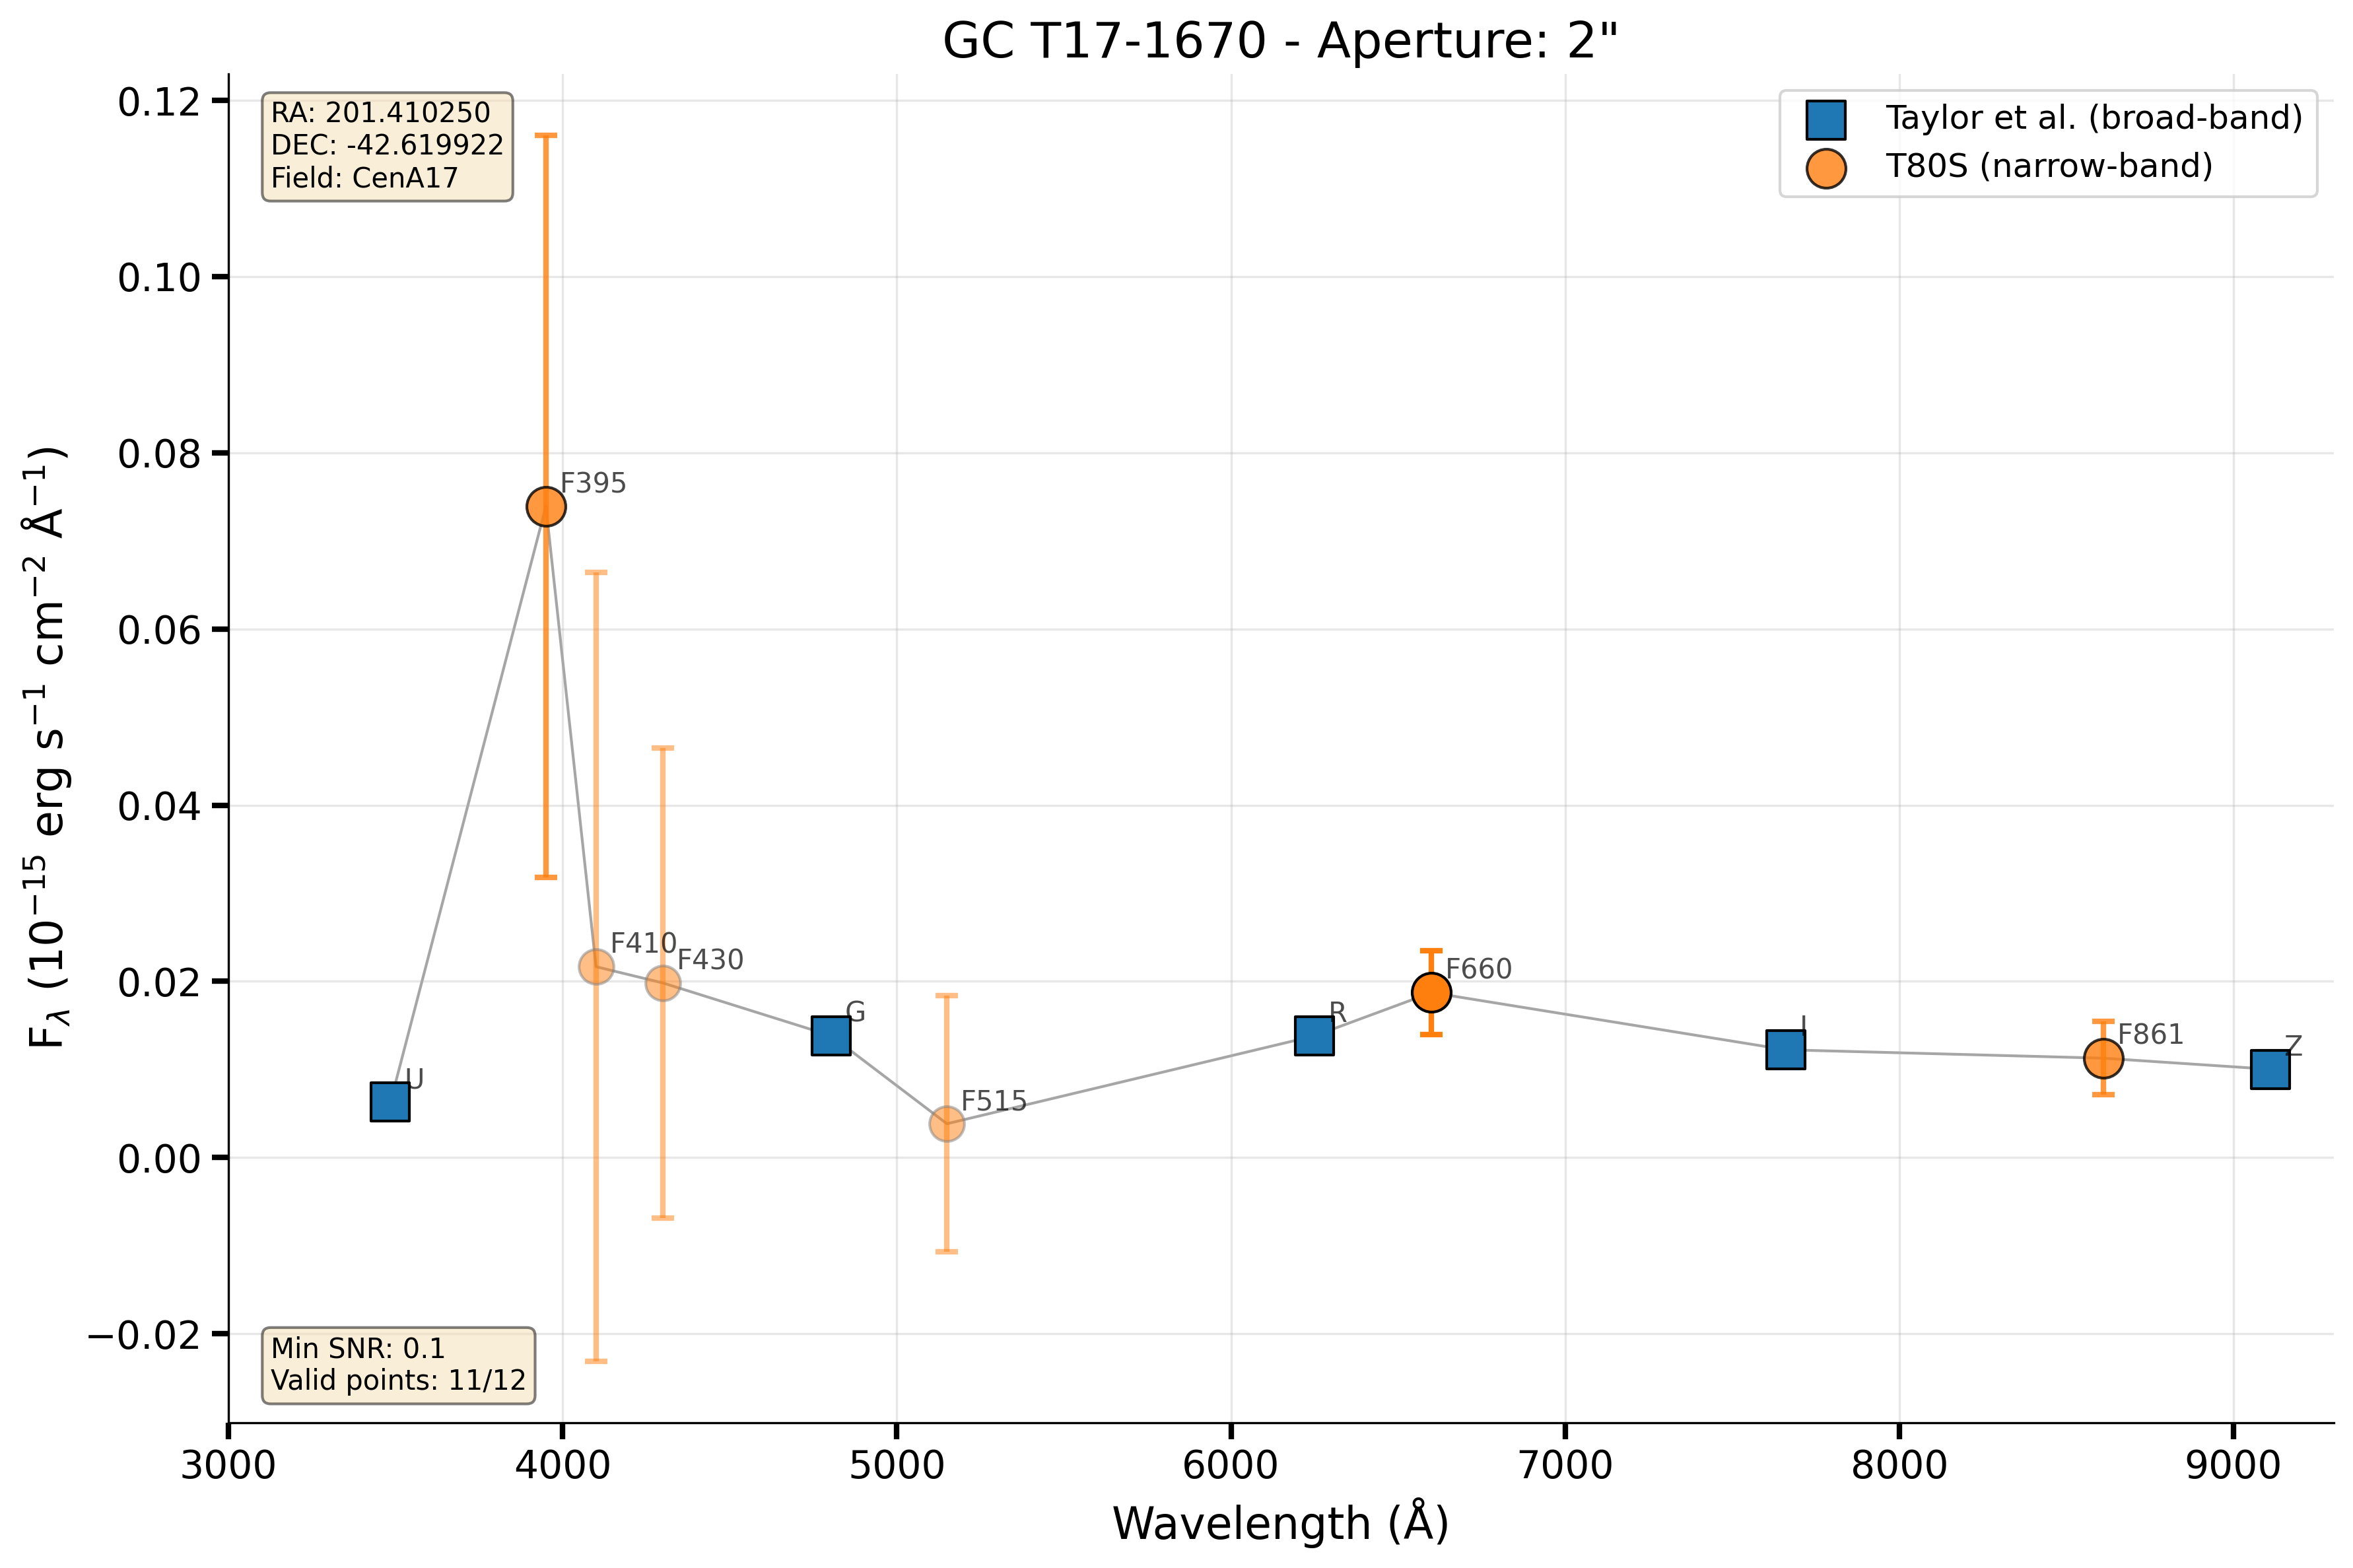 GC T17-1670 - Aperture: 2"
RA: 201.410250
DEC: -42.619922
Field: CenA17
Taylor et al. (broad-band)
T80S (narrow-band)
0.12
0.10
0.08
0.06
0.04
0.02
0.00
−0.02
F_λ (10⁻¹⁵ erg s⁻¹ cm⁻² Å⁻¹)
U
F395
F410
F430
G
F515
R
F660
I
F861
Z
Min SNR: 0.1
Valid points: 11/12
3000 4000 5000 6000 7000 8000 9000
Wavelength (Å)